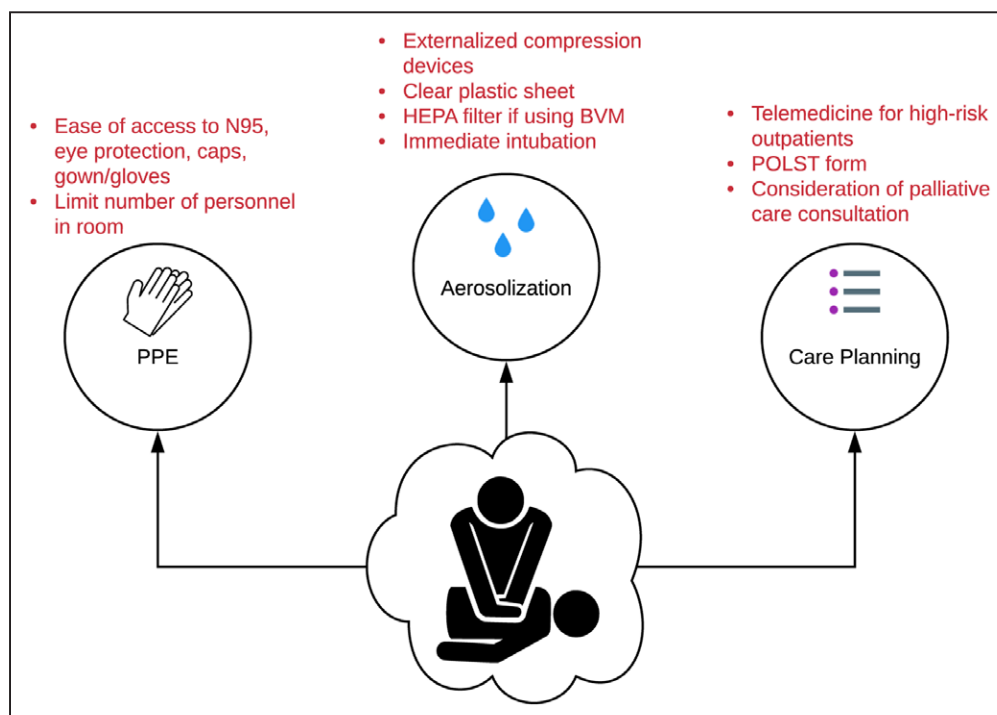 • Ease of access to N95,
eye protection, caps,
gown/gloves
• Limit number of personnel
in room
PPE
• Externalized compression
devices
• Clear plastic sheet
• HEPA filter if using BVM
• Immediate intubation
Aerosolization
• Telemedicine for high-risk
outpatients
• POLST form
• Consideration of palliative
care consultation
Care Planning